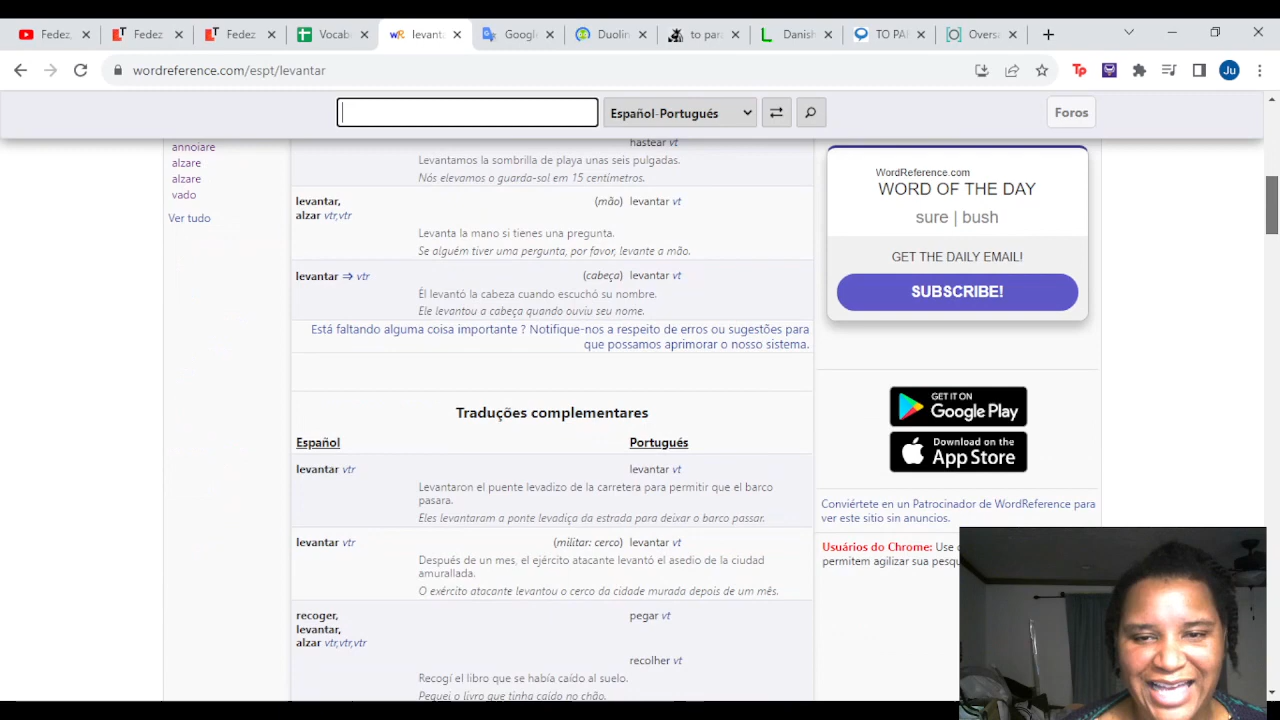 Fedez
Fedez
Fedez
Vocabe
levanta
Google
Duolin
to para
Danish
TO PAI
Oversa
wordreference.com/espt/levantar
Tp
Ju
Español-Portugués
Foros
annoiare
alzare
alzare
vado
Ver tudo
hastear vt
Levantamos la sombrilla de playa unas seis pulgadas.
Nós elevamos o guarda-sol em 15 centímetros.
levantar, (mão) levantar vt
alzar vtr,vtr
Levanta la mano si tienes una pregunta.
Se alguém tiver uma pergunta, por favor, levante a mão.
levantar ⇒ vtr (cabeça) levantar vt
Él levantó la cabeza cuando escuchó su nombre.
Ele levantou a cabeça quando ouviu seu nome.
Está faltando alguma coisa importante ? Notifique-nos a respeito de erros ou sugestões para
que possamos aprimorar o nosso sistema.
Traduções complementares
Español Portugués
levantar vtr levantar vt
Levantaron el puente levadizo de la carretera para permitir que el barco
pasara.
Eles levantaram a ponte levadiça da estrada para deixar o barco passar.
levantar vtr (militar: cerco) levantar vt
Después de un mes, el ejército atacante levantó el asedio de la ciudad
amurallada.
O exército atacante levantou o cerco da cidade murada depois de um mês.
recoger, pegar vt
levantar,
alzar vtr,vtr,vtr
recolher vt
Recogí el libro que se había caído al suelo.
Peguei o livro que tinha caído no chão.
WordReference.com
WORD OF THE DAY
sure | bush
GET THE DAILY EMAIL!
SUBSCRIBE!
GET IT ON
Google Play
Download on the
App Store
Conviértete en un Patrocinador de WordReference para
ver este sitio sin anuncios.
Usuários do Chrome: Use
permitem agilizar sua pesq